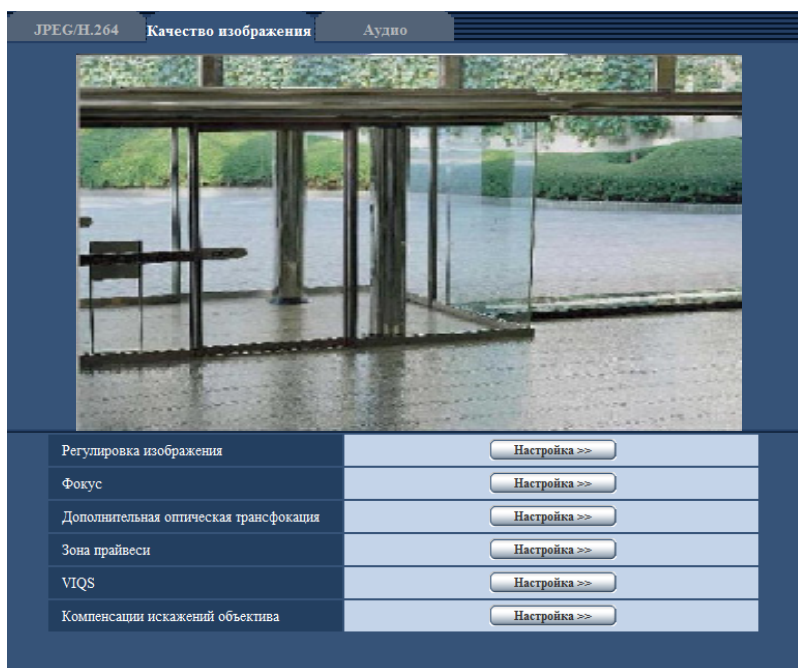 JPEG/H.264 Качество изображения Аудио
Регулировка изображения Настройка >>
Фокус Настройка >>
Дополнительная оптическая трансфокация Настройка >>
Зона прайвеси Настройка >>
VIQS Настройка >>
Компенсации искажений объектива Настройка >>